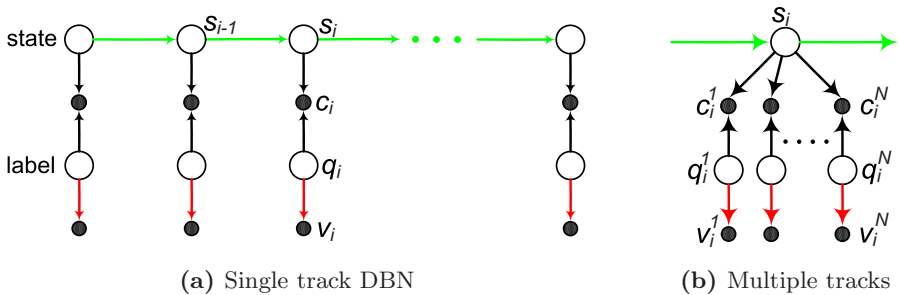 state s_{i-1} s_i
c_i
label q_i
v_i
(a) Single track DBN
s_i
c_i^1 c_i^N
q_i^1 q_i^N
v_i^1 v_i^N
(b) Multiple tracks